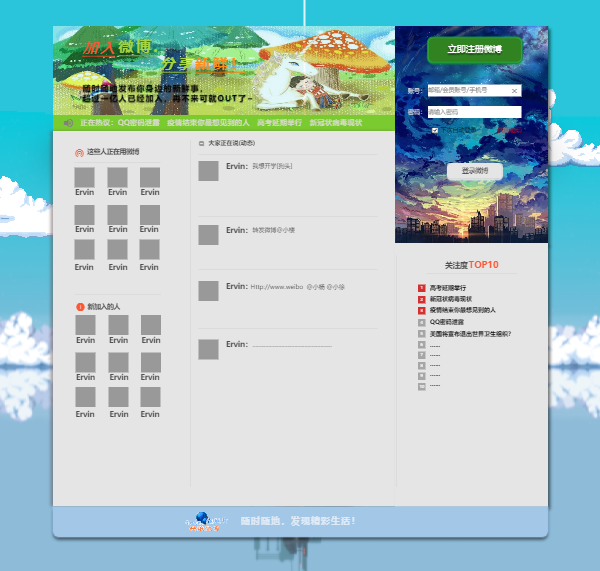 加入微博
分享新鲜！
随时随地发布你身边的新鲜事,
超过一亿人已经加入，再不来可就OUT了~
正在热议: QQ密码泄露 疫情结束你最想见到的人 高考延期举行 新冠状病毒现状
立即注册微博
账号: 邮箱/会员账号/手机号
密码: 请输入密码
下次自动登录
登录微博
这些人正在用微博
Ervin Ervin Ervin
Ervin Ervin Ervin
Ervin Ervin Ervin
新加入的人
Ervin Ervin Ervin
Ervin Ervin Ervin
Ervin Ervin Ervin
大家正在说(动态)
Ervin: 我想开学[抬头]
Ervin: 转发微博@小楼
Ervin: Http://www.weibo
Ervin:
关注度TOP10
1 高考延期举行
2 新冠状病毒现状
3 疫情结束你最想见到的人
4 QQ密码泄露
5 美国将宣布退出世界卫生组织?
6 ......
7 ......
8 ......
9 ......
10 ......
随时随地，发现精彩生活！